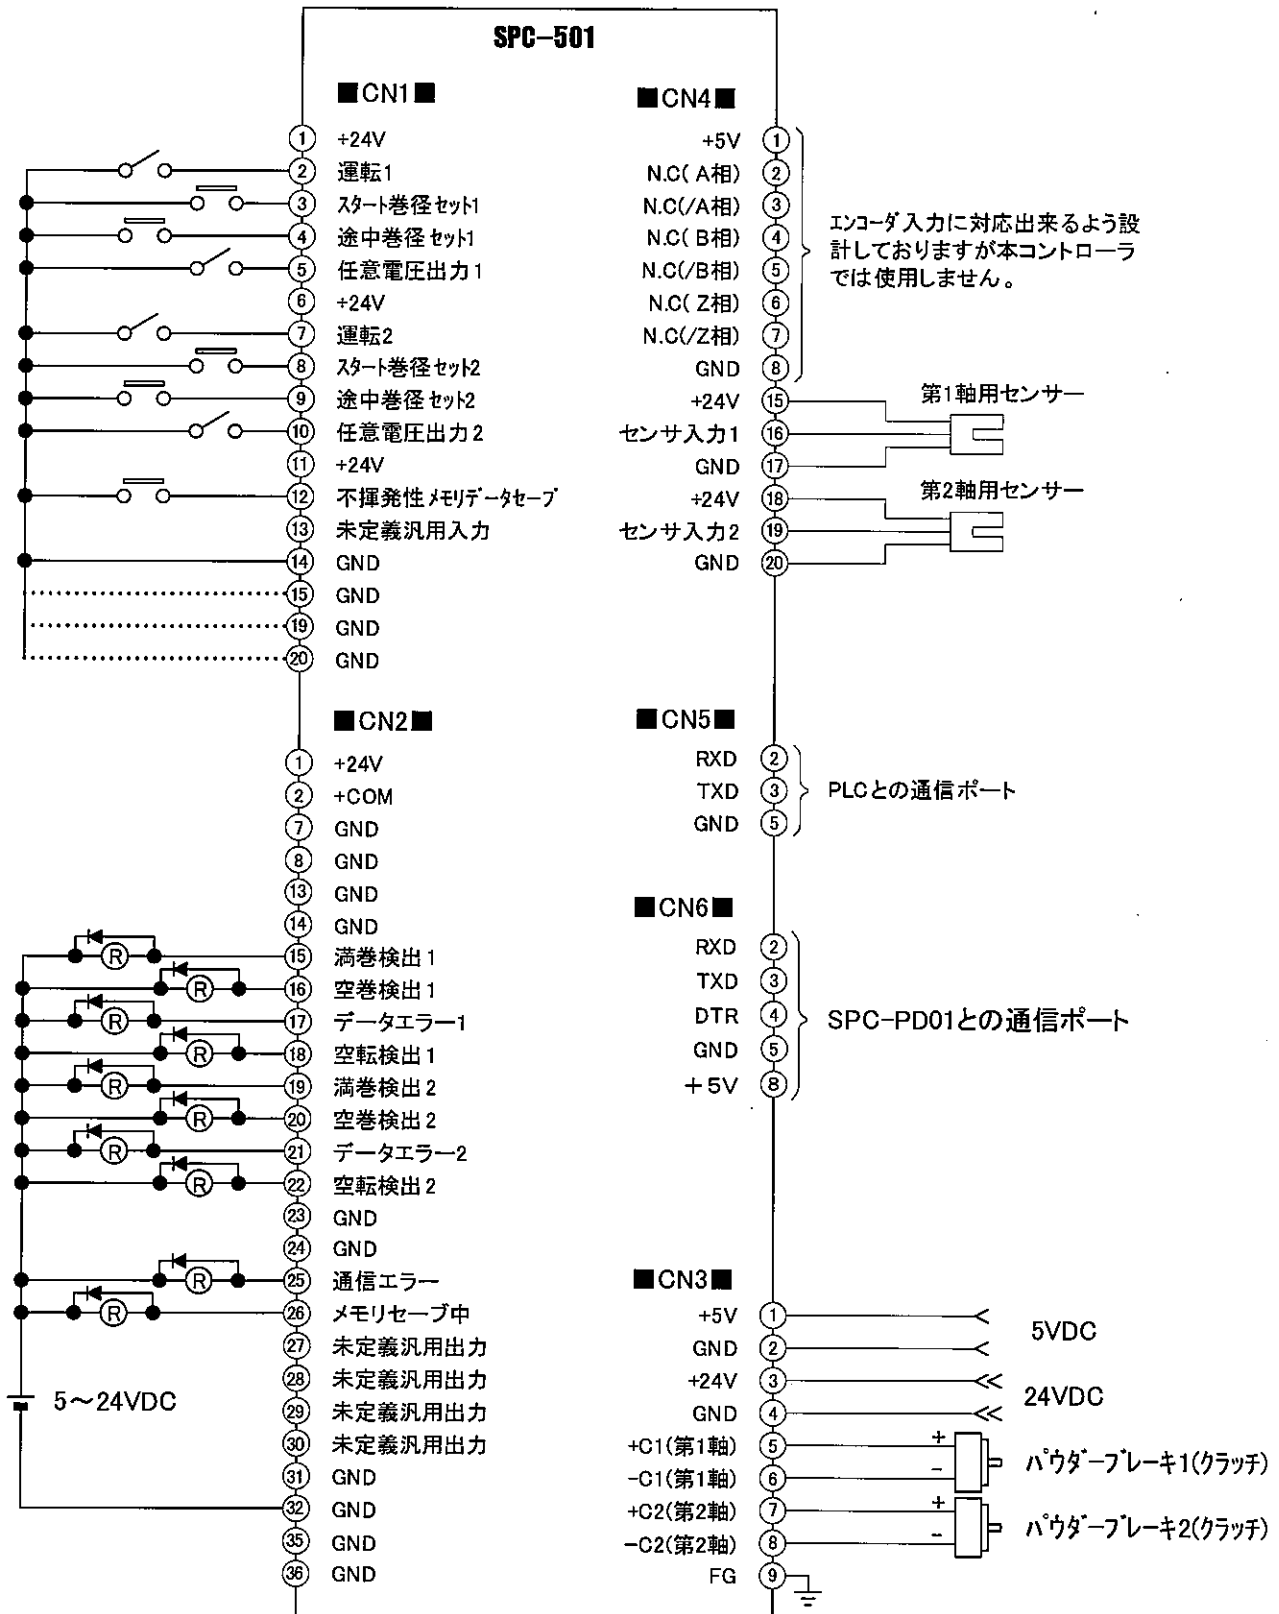 SPC-501
■CN1■
① +24V
② 運転1
③ スタート巻径セット1
④ 途中巻径セット1
⑤ 任意電圧出力1
⑥ +24V
⑦ 運転2
⑧ スタート巻径セット2
⑨ 途中巻径セット2
⑩ 任意電圧出力2
⑪ +24V
⑫ 不揮発性メモリデータセーブ
⑬ 未定義汎用入力
⑭ GND
⑮ GND
⑲ GND
⑳ GND
■CN2■
① +24V
② +COM
⑦ GND
⑧ GND
⑬ GND
⑭ GND
R ⑮ 満巻検出1
R ⑯ 空巻検出1
R ⑰ データエラー1
R ⑱ 空転検出1
R ⑲ 満巻検出2
R ⑳ 空巻検出2
R ㉑ データエラー2
R ㉒ 空転検出2
㉓ GND
㉔ GND
R ㉕ 通信エラー
R ㉖ メモリセーブ中
㉗ 未定義汎用出力
㉘ 未定義汎用出力
㉙ 未定義汎用出力
㉚ 未定義汎用出力
㉛ GND
㉜ GND
㉟ GND
㊱ GND
5～24VDC
■CN4■
+5V ①
N.C( A相) ②
N.C(/A相) ③
N.C( B相) ④
N.C(/B相) ⑤
N.C( Z相) ⑥
N.C(/Z相) ⑦
GND ⑧
エンコーダ入力に対応出来るよう設
計しておりますが本コントローラ
では使用しません。
+24V ⑮
センサ入力1 ⑯
GND ⑰
第1軸用センサー
+24V ⑱
センサ入力2 ⑲
GND ⑳
第2軸用センサー
■CN5■
RXD ②
TXD ③
GND ⑤
PLCとの通信ポート
■CN6■
RXD ②
TXD ③
DTR ④
GND ⑤
+5V ⑧
SPC-PD01との通信ポート
■CN3■
+5V ①
GND ②
5VDC
+24V ③
GND ④
24VDC
+C1(第1軸) ⑤ +
-C1(第1軸) ⑥ -
パウダーブレーキ1(クラッチ)
+C2(第2軸) ⑦ +
-C2(第2軸) ⑧ -
パウダーブレーキ2(クラッチ)
FG ⑨